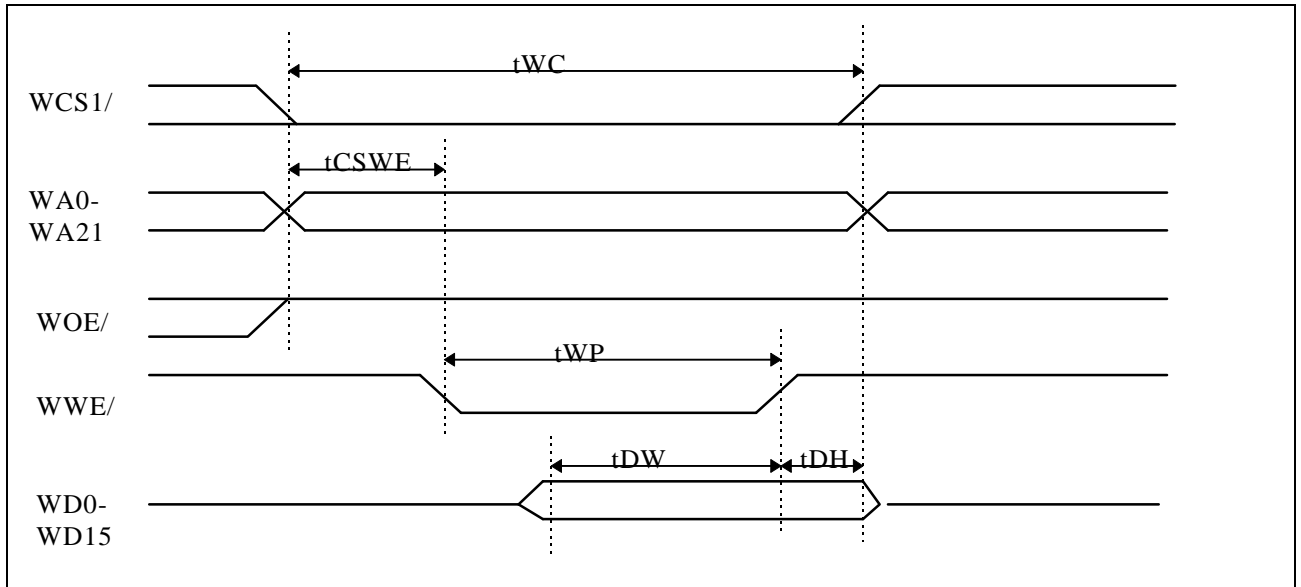 tWC
WCS1/
tCSWE
WA0-
WA21
WOE/
tWP
WWE/
tDW
tDH
WD0-
WD15